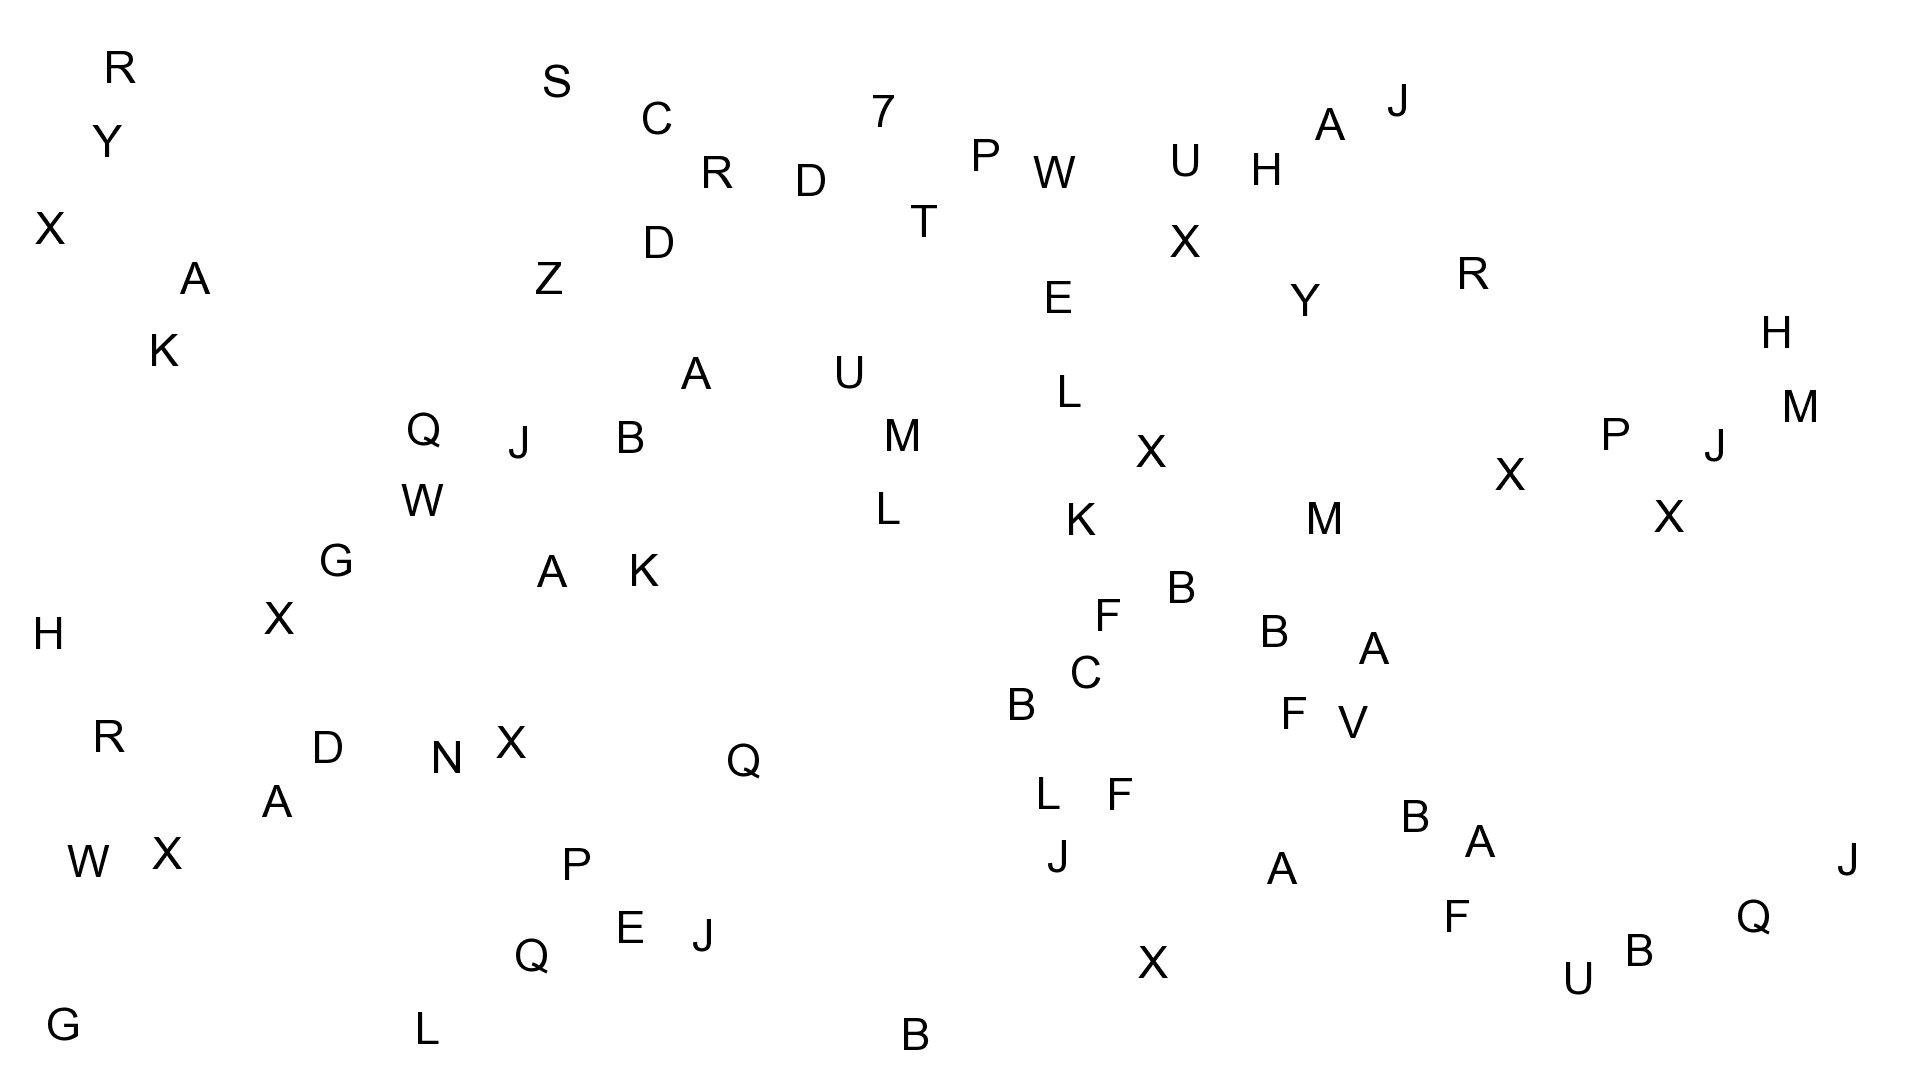 R
S
C
7
A J
Y
R D
P W U H
X
D
T
X
A
Z
E
Y
R
K
H
A
U
L
M
Q J B
M
X
P J
W
L
K
M
X
X
G
A K
X
F B
H
B A
C
B
F V
R
D N X
Q
A
L F
B
W X
P
J
A
A
J
Q E J
F
Q
X
U B
G
L
B